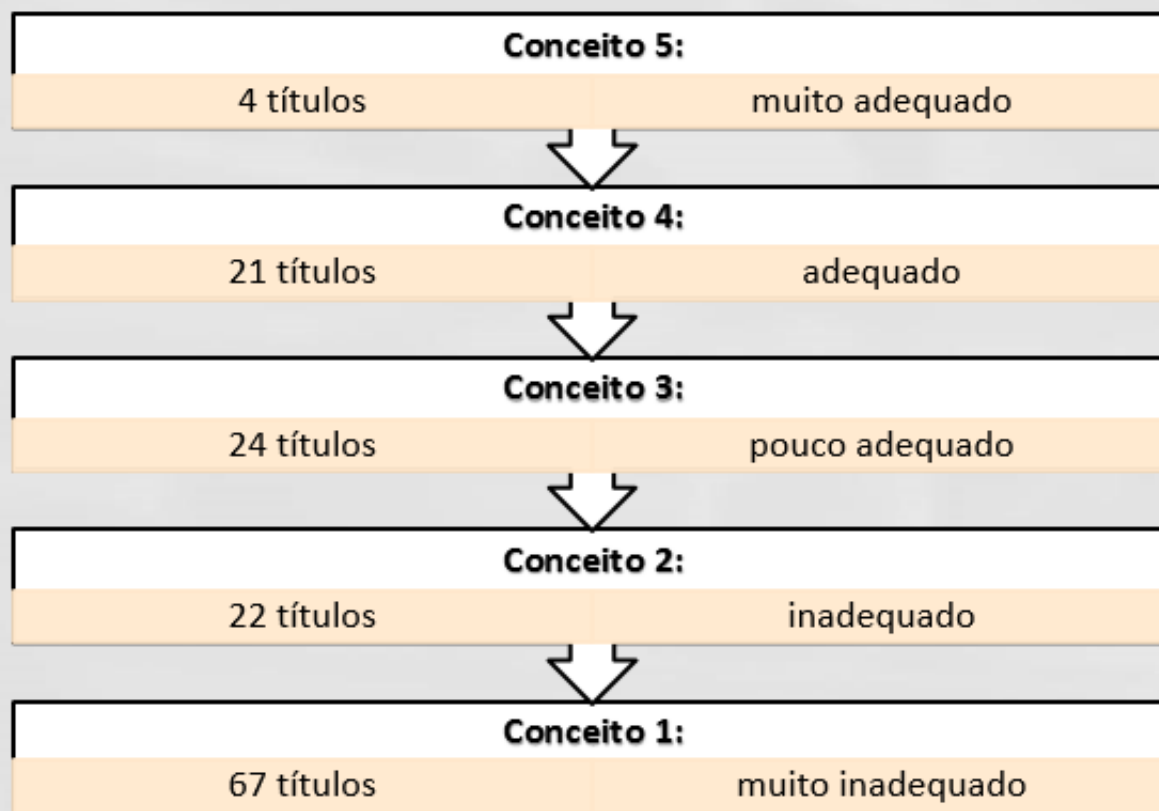 Conceito 5:
4 títulos muito adequado
Conceito 4:
21 títulos adequado
Conceito 3:
24 títulos pouco adequado
Conceito 2:
22 títulos inadequado
Conceito 1:
67 títulos muito inadequado